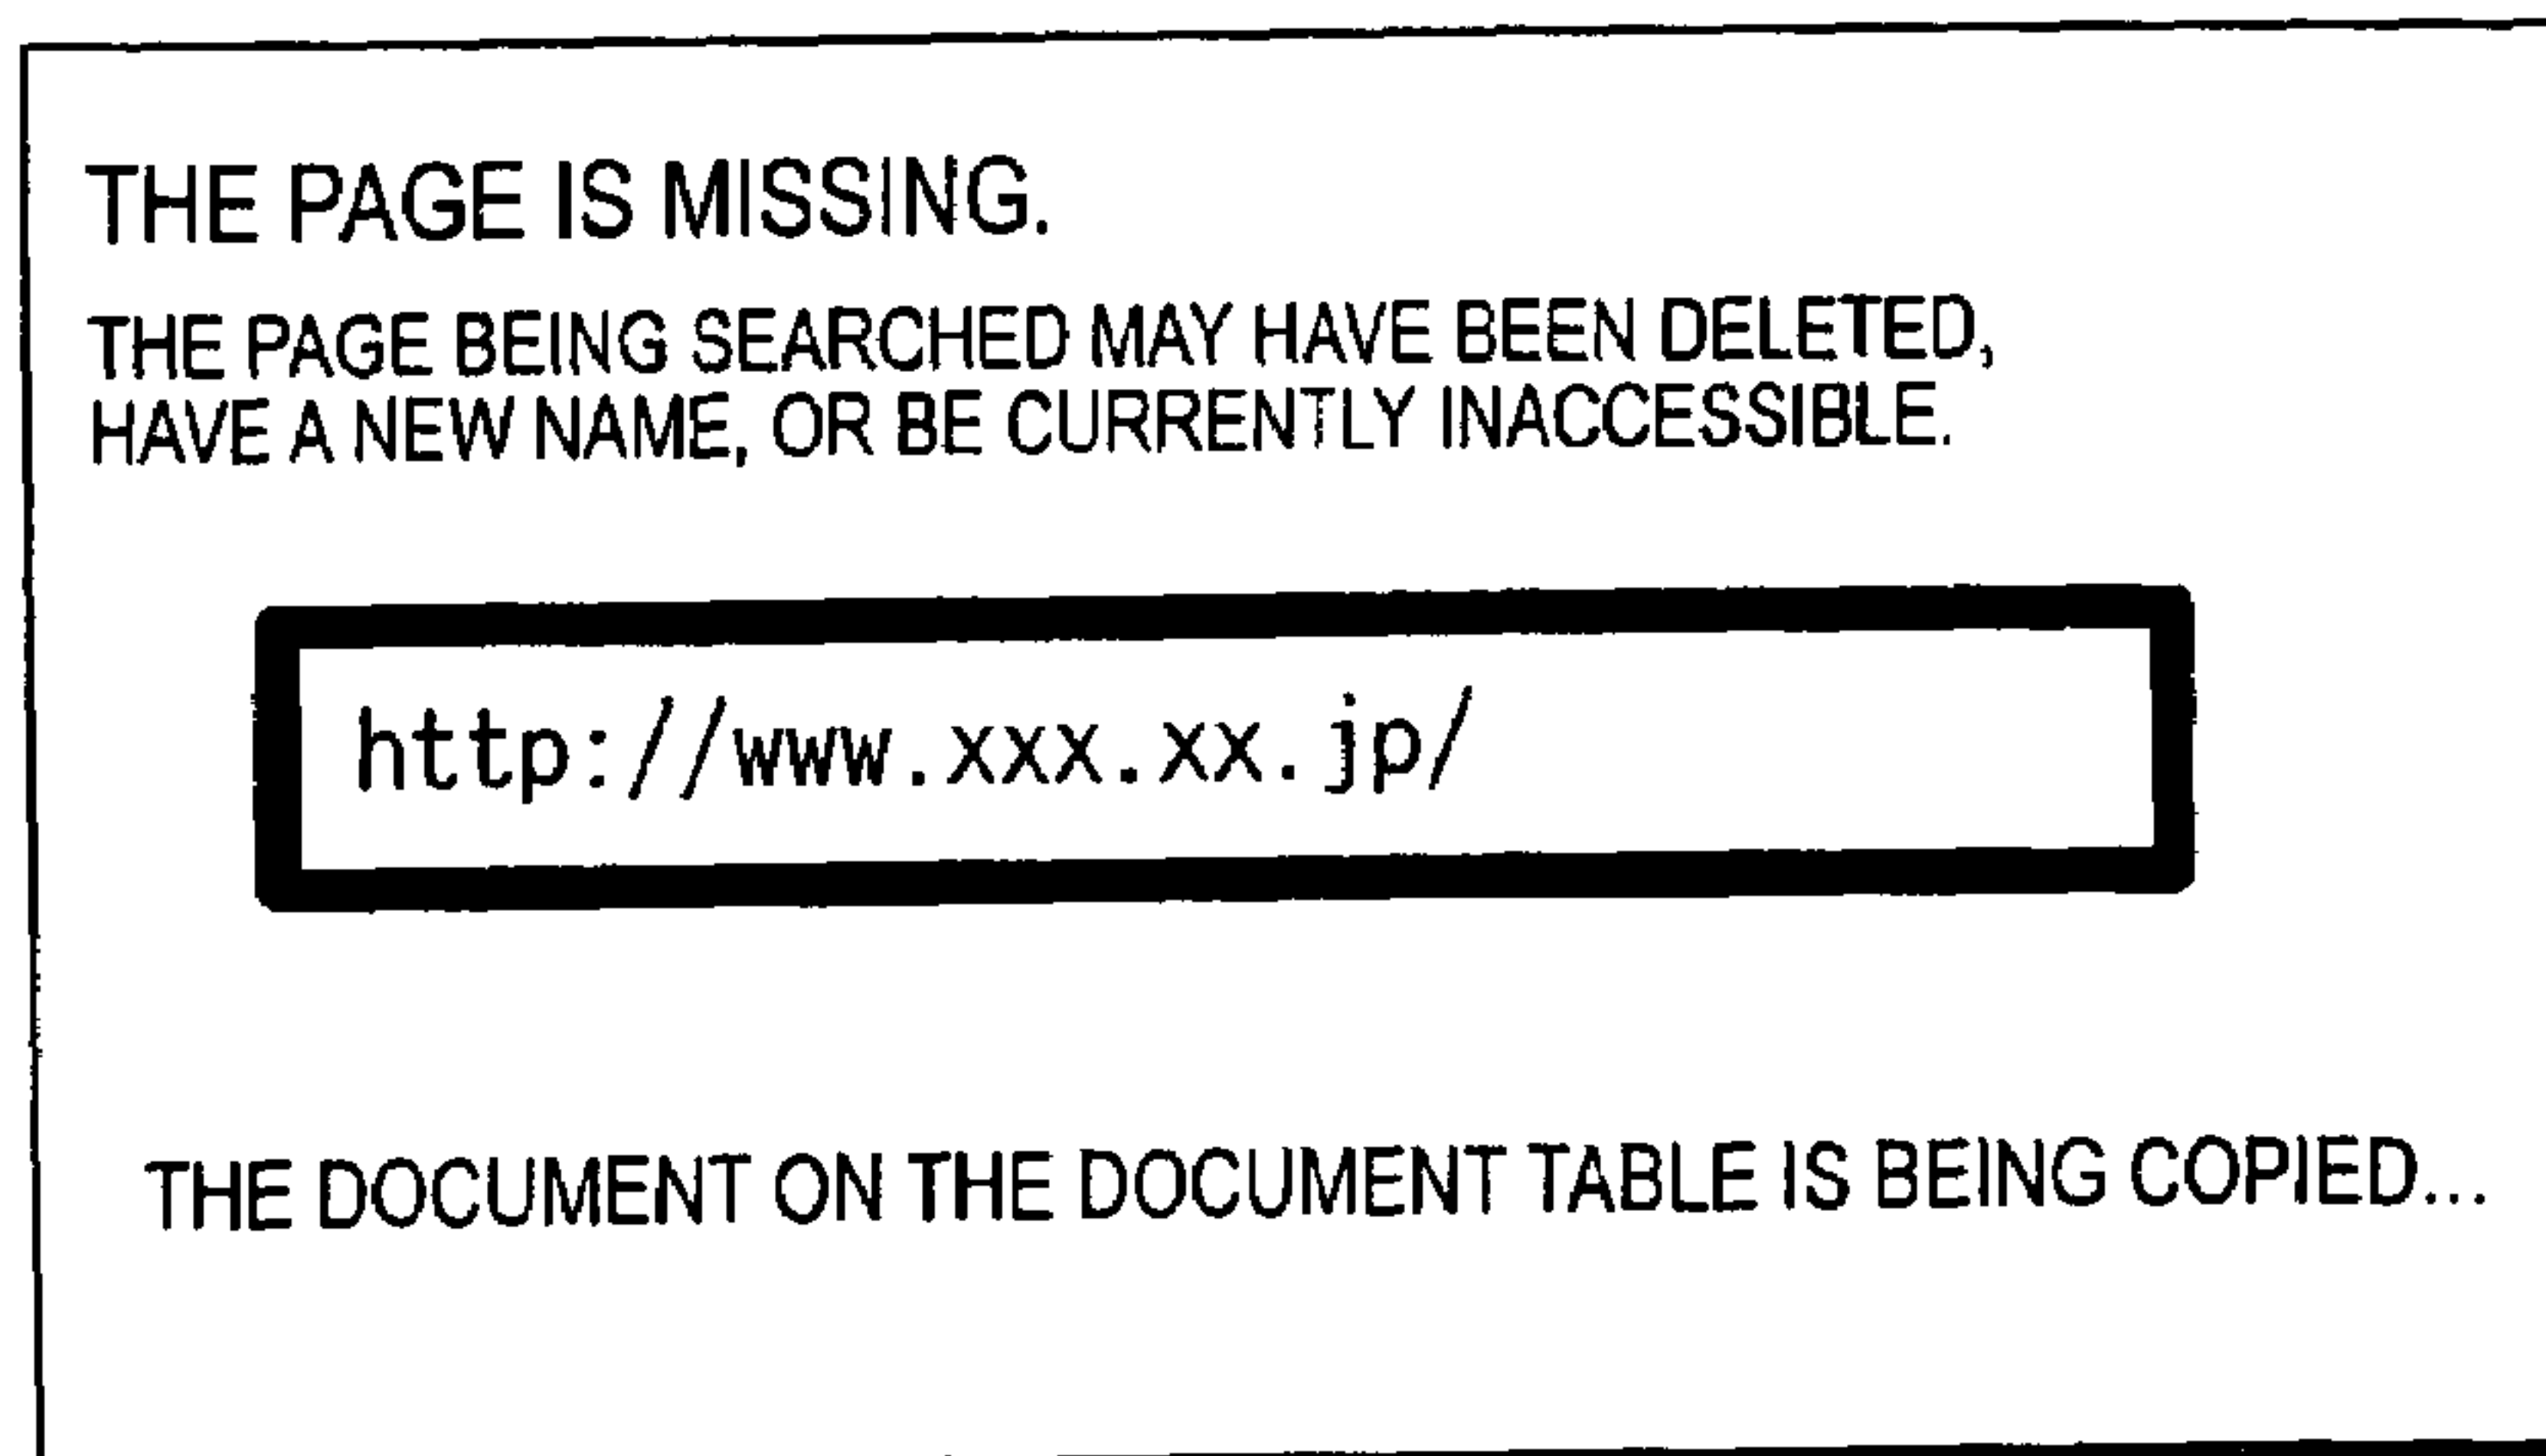 THE PAGE IS MISSING.
THE PAGE BEING SEARCHED MAY HAVE BEEN DELETED,
HAVE A NEW NAME, OR BE CURRENTLY INACCESSIBLE.
http://www.xxx.xx.jp/
THE DOCUMENT ON THE DOCUMENT TABLE IS BEING COPIED...